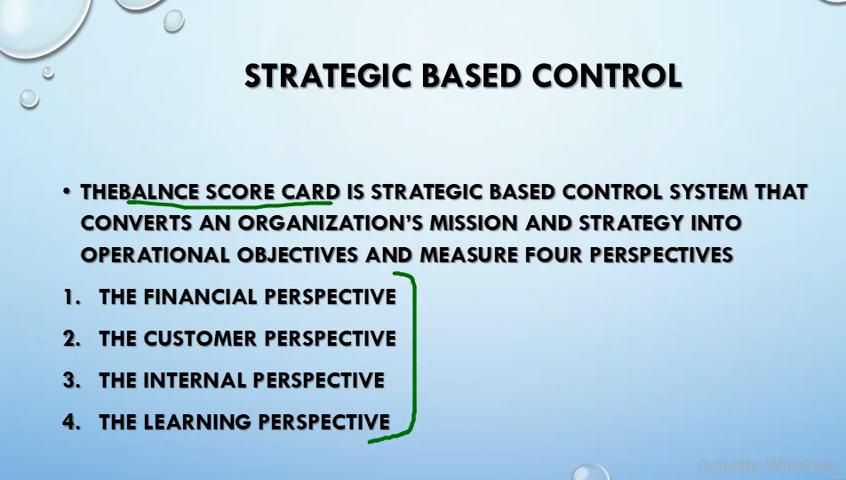 STRATEGIC BASED CONTROL
• THEBALNCE SCORE CARD IS STRATEGIC BASED CONTROL SYSTEM THAT
CONVERTS AN ORGANIZATION'S MISSION AND STRATEGY INTO
OPERATIONAL OBJECTIVES AND MEASURE FOUR PERSPECTIVES
1. THE FINANCIAL PERSPECTIVE
2. THE CUSTOMER PERSPECTIVE
3. THE INTERNAL PERSPECTIVE
4. THE LEARNING PERSPECTIVE
Activate Windows